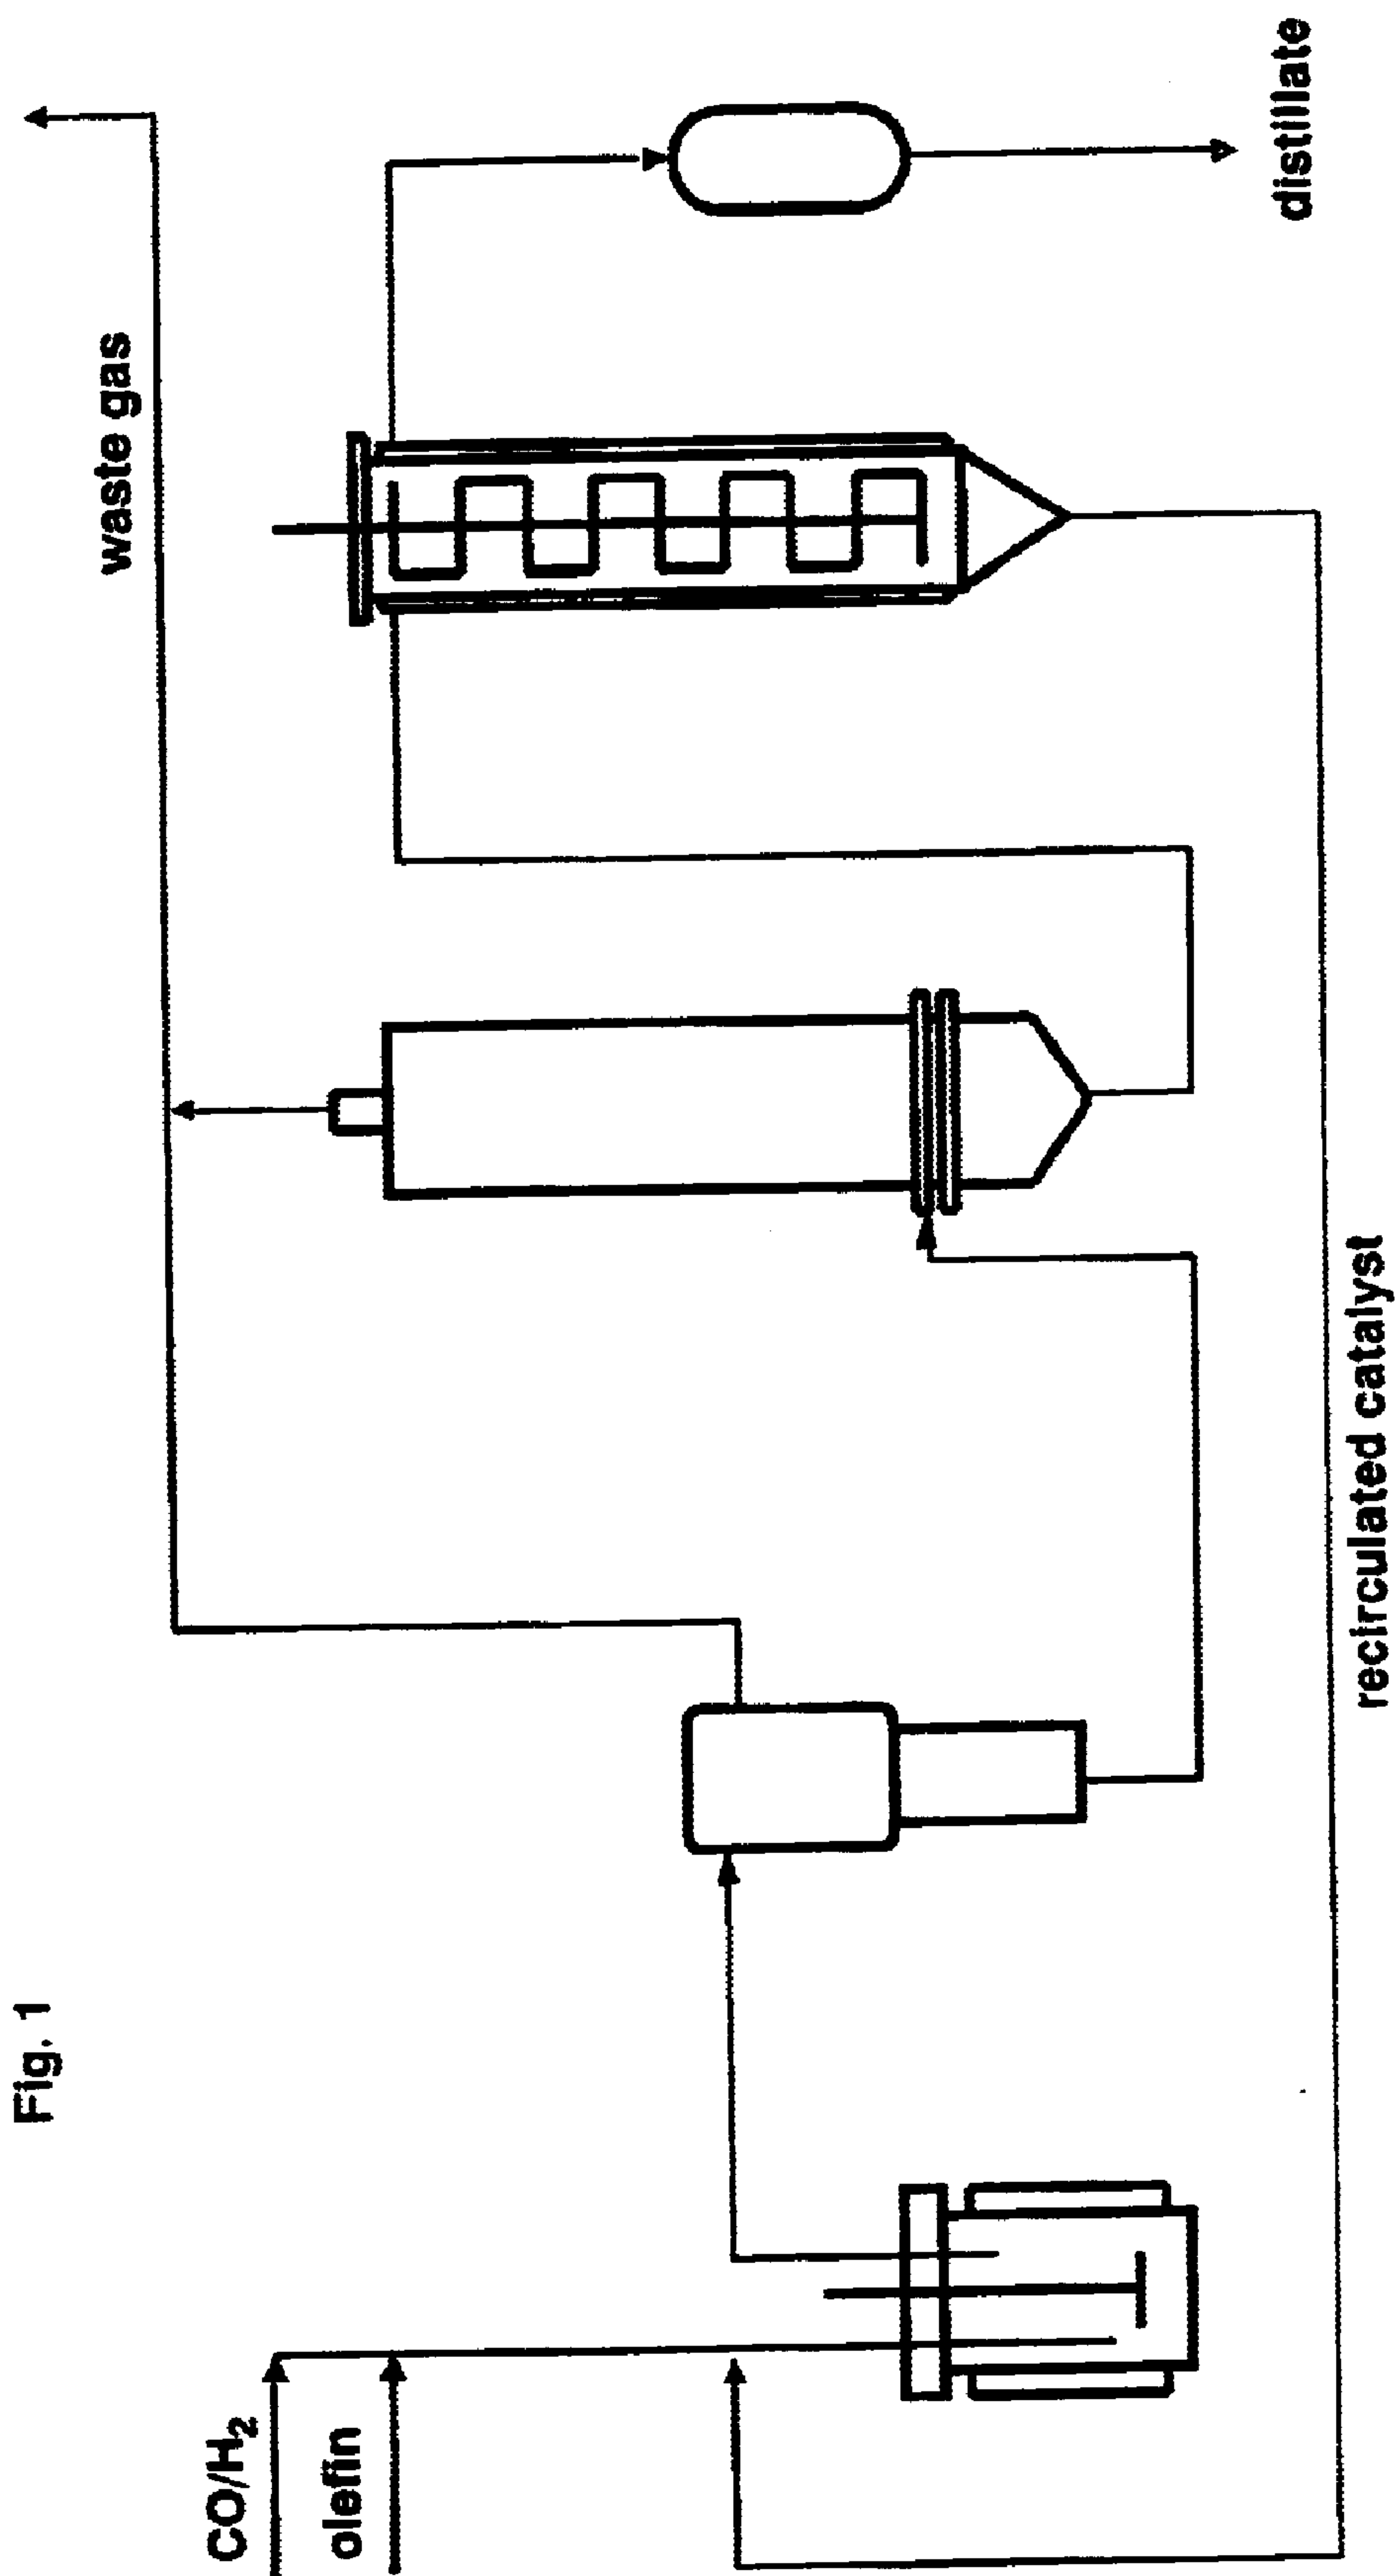 Fig. 1
CO/H₂
olefin
waste gas
distillate
recirculated catalyst